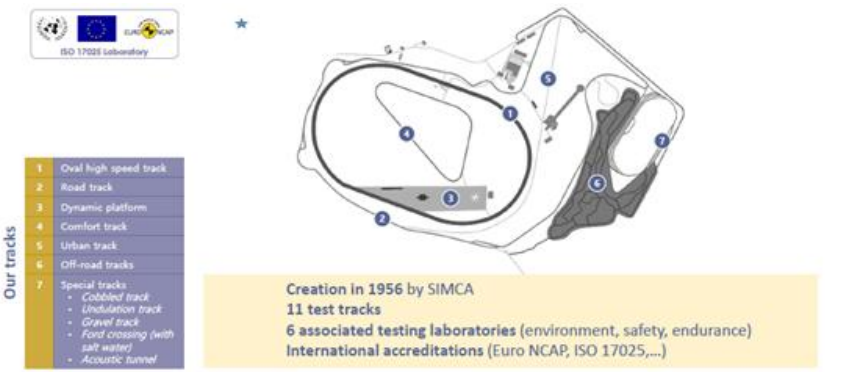 EURO NCAP
ISO 17025 Laboratory
1
2
3
4
5
6
7
Our tracks
1 Oval high speed track
2 Road track
3 Dynamic platform
4 Comfort track
5 Urban track
6 Off-road tracks
7 Special tracks
• Cobbled track
• Undulation track
• Gravel track
• Ford crossing (with
salt water)
• Acoustic tunnel
Creation in 1956 by SIMCA
11 test tracks
6 associated testing laboratories (environment, safety, endurance)
International accreditations (Euro NCAP, ISO 17025,...)